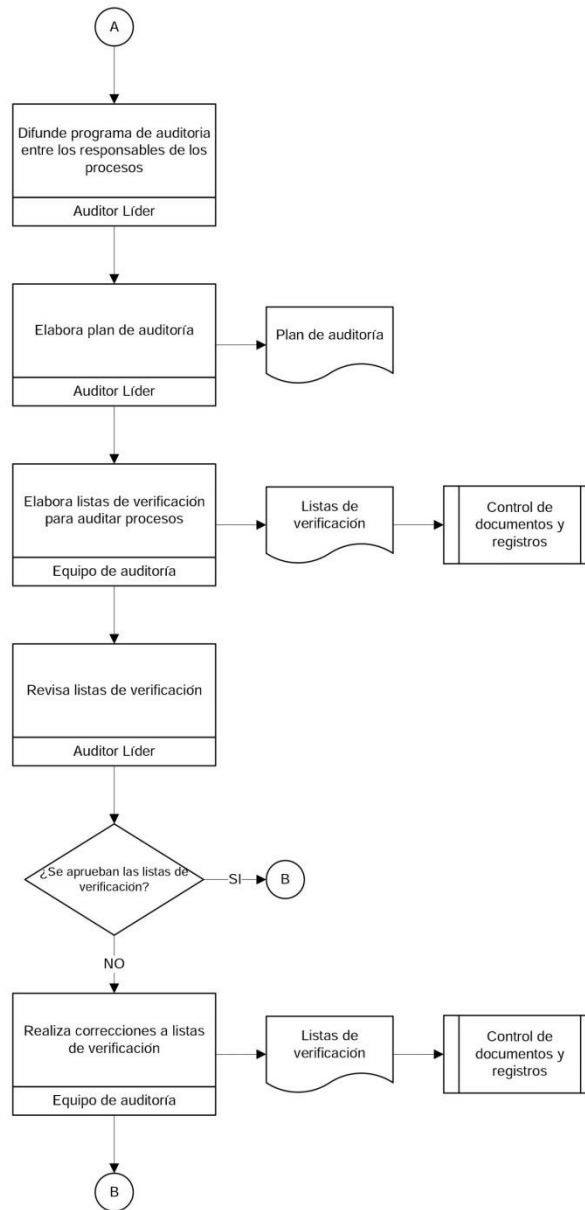 A
Difunde programa de auditoria
entre los responsables de los
procesos
Auditor Líder
Elabora plan de auditoría
Plan de auditoría
Auditor Líder
Elabora listas de verificación
para auditar procesos
Listas de
verificación
Control de
documentos y
registros
Equipo de auditoría
Revisa listas de verificación
Auditor Líder
¿Se aprueban las listas de
verificación?
SI
B
NO
Realiza correcciones a listas
de verificación
Listas de
verificación
Control de
documentos y
registros
Equipo de auditoría
B